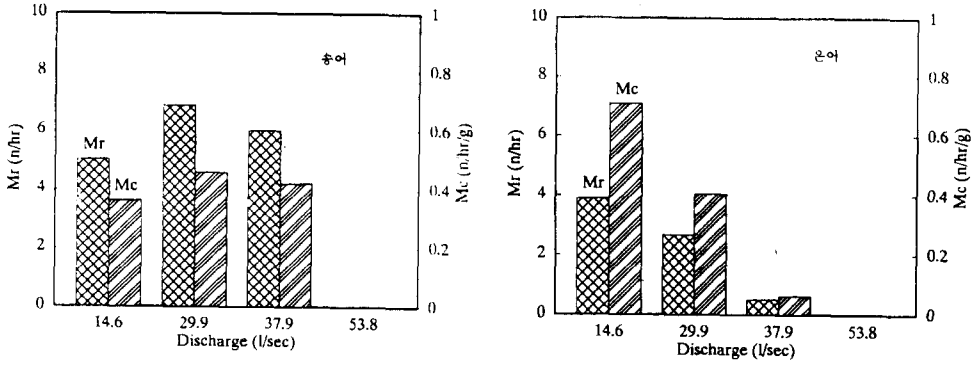 10
8
6
4
2
0
Mr (n/hr)
송어
Mr
Mc
1
0.8
0.6
0.4
0.2
0
Mc (n/hr/g)
14.6 29.9 37.9 53.8
Discharge (l/sec)
10
8
6
4
2
0
Mr (n/hr)
은어
Mc
Mr
1
0.8
0.6
0.4
0.2
0
Mc (n/hr/g)
14.6 29.9 37.9 53.8
Discharge (l/sec)